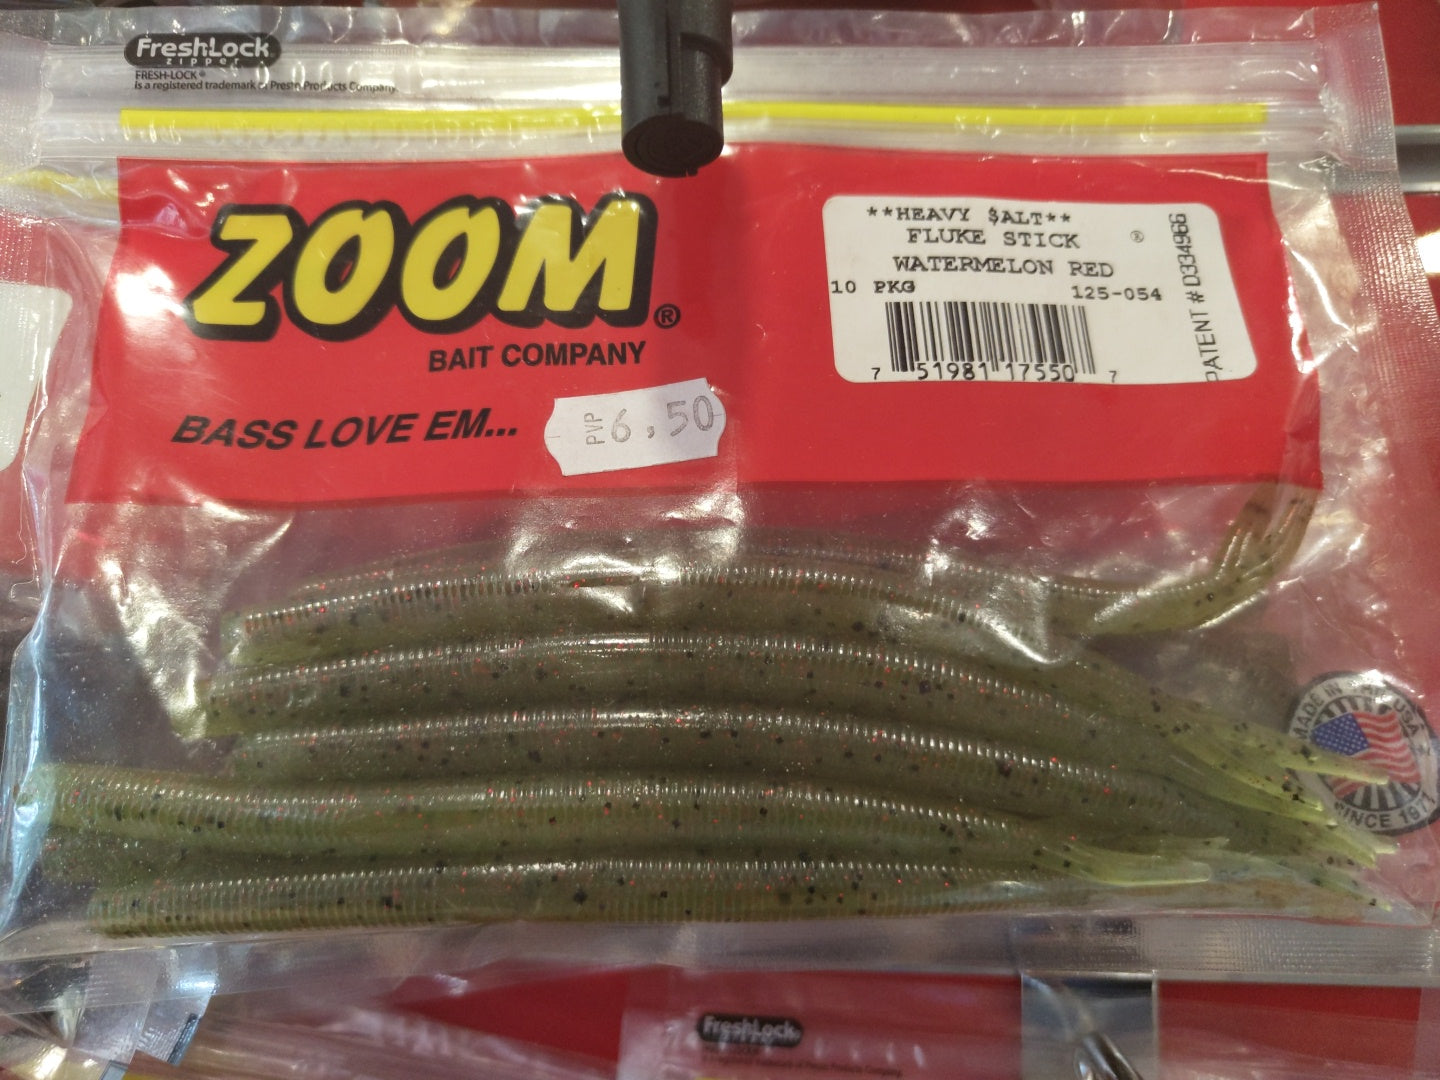 FreshLock
zipper
FRESH-LOCK ®
is a registered trademark of Presto Products Company.
ZOOM®
BAIT COMPANY
BASS LOVE EM...
PVP 6,50
**HEAVY $ALT**
FLUKE STICK ®
WATERMELON RED
10 PKG 125-054
7 51981 17550 7
PATENT # D334966
MADE IN THE USA
SINCE 1977
FreshLock